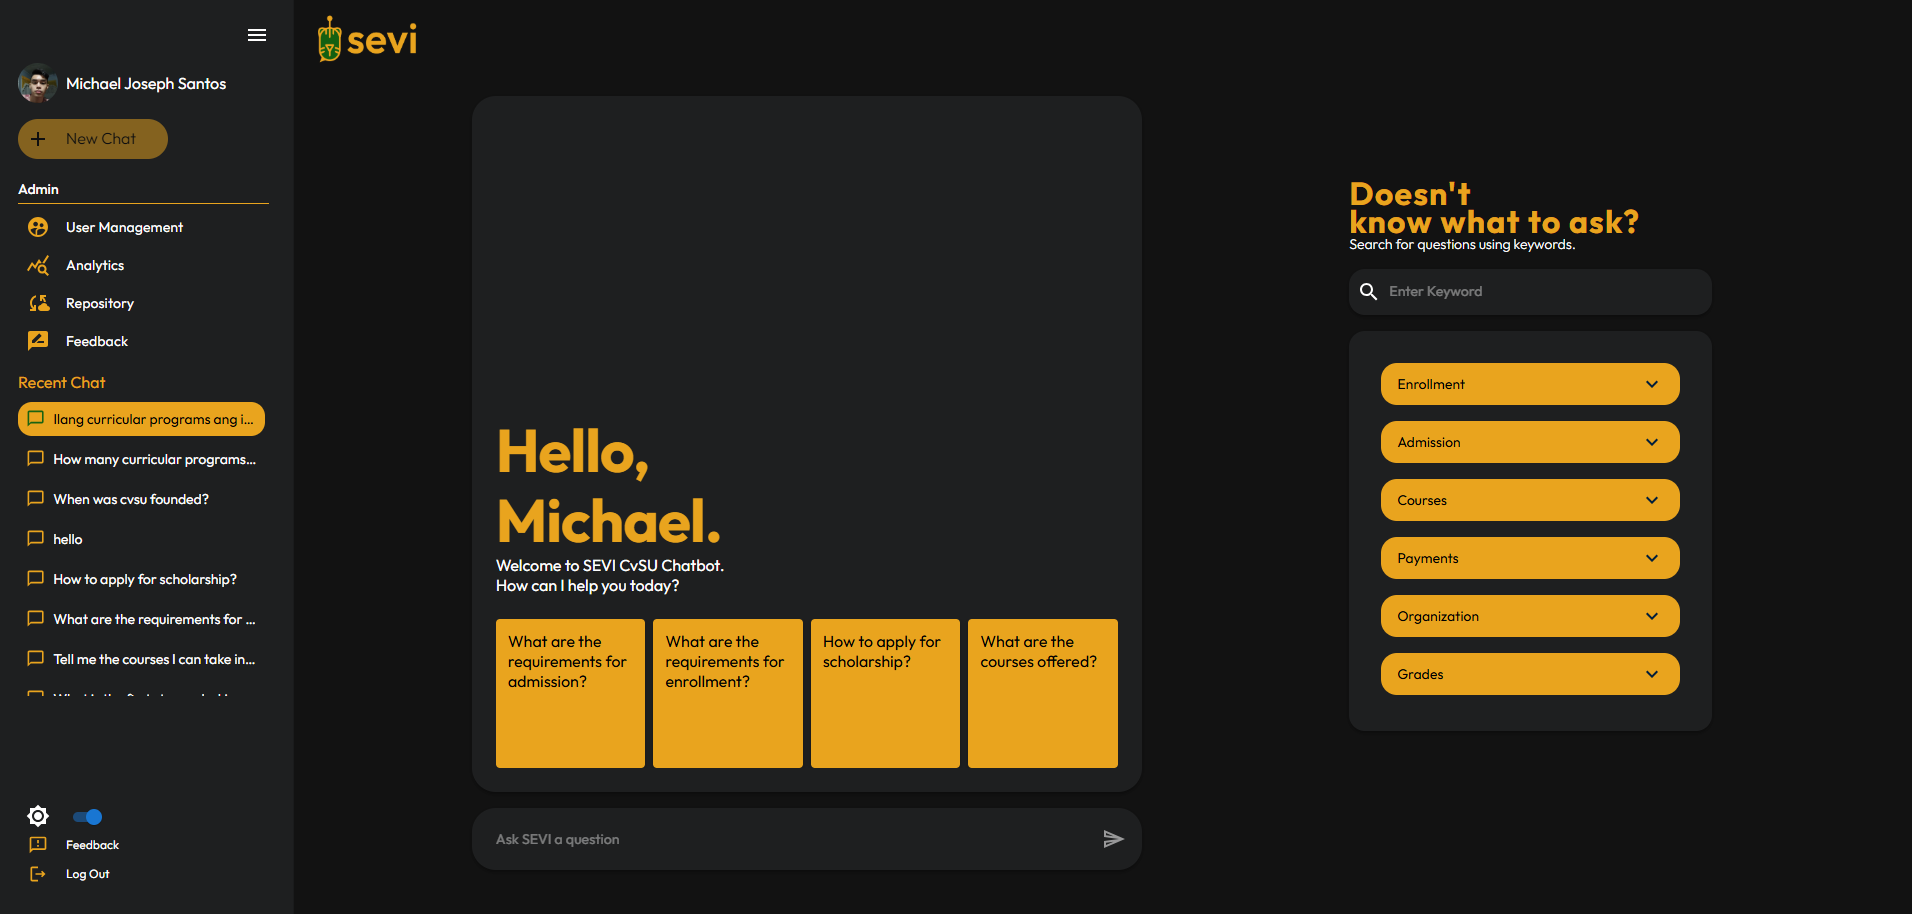 sevi
Michael Joseph Santos
New Chat
Admin
User Management
Analytics
Repository
Feedback
Recent Chat
Ilang curricular programs ang i...
How many curricular programs...
When was cvsu founded?
hello
How to apply for scholarship?
What are the requirements for ...
Tell me the courses I can take in...
Feedback
Log Out
Hello,
Michael.
Welcome to SEVI CvSU Chatbot.
How can I help you today?
What are the
requirements for
admission?
What are the
requirements for
enrollment?
How to apply for
scholarship?
What are the
courses offered?
Ask SEVI a question
Doesn't
know what to ask?
Search for questions using keywords.
Enter Keyword
Enrollment
Admission
Courses
Payments
Organization
Grades